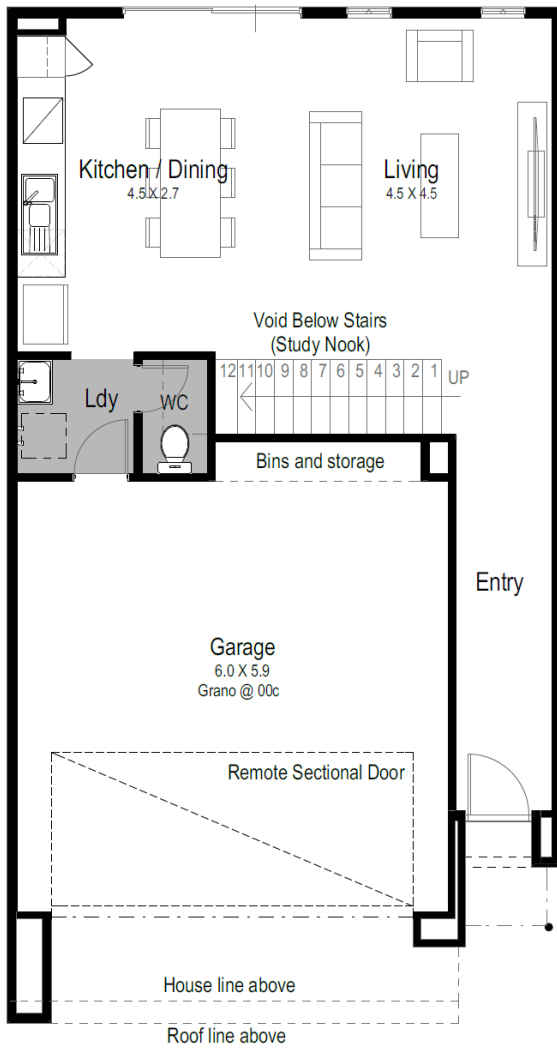 Kitchen / Dining
4.5 X 2.7
Living
4.5 X 4.5
Void Below Stairs
(Study Nook)
12 11 10 9 8 7 6 5 4 3 2 1 UP
Ldy
WC
Bins and storage
Entry
Garage
6.0 X 5.9
Grano @ 00c
Remote Sectional Door
House line above
Roof line above